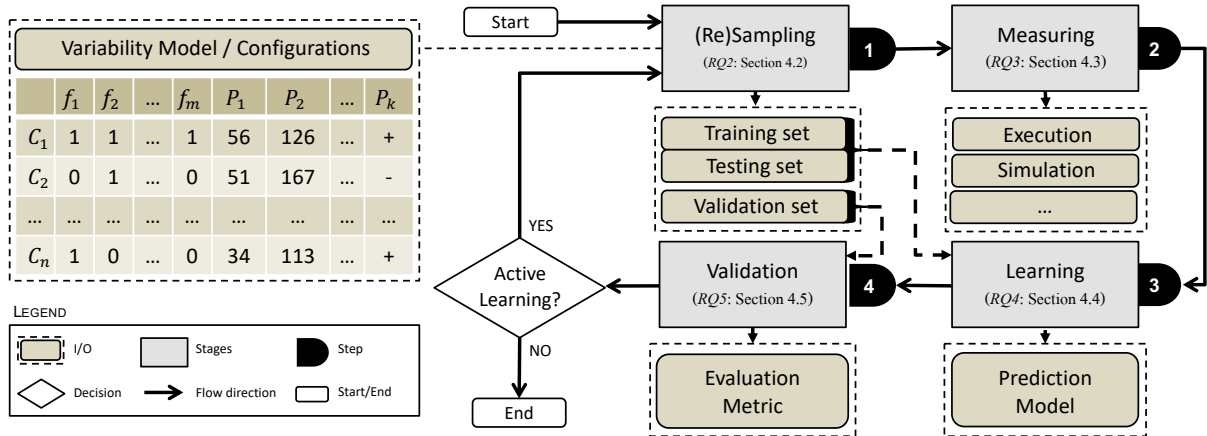 Variability Model / Configurations
f₁ f₂ ... fₘ P₁ P₂ ... Pₖ
C₁ 1 1 ... 1 56 126 ... +
C₂ 0 1 ... 0 51 167 ... -
... ... ... ... ... ... ... ... ...
Cₙ 1 0 ... 0 34 113 ... +
LEGEND
I/O
Stages
Step
Decision
Flow direction
Start/End
Start
(Re)Sampling
(RQ2: Section 4.2)
1
Measuring
(RQ3: Section 4.3)
2
Training set
Testing set
Validation set
Execution
Simulation
...
YES
Active
Learning?
NO
End
Validation
(RQ5: Section 4.5)
4
Learning
(RQ4: Section 4.4)
3
Evaluation
Metric
Prediction
Model